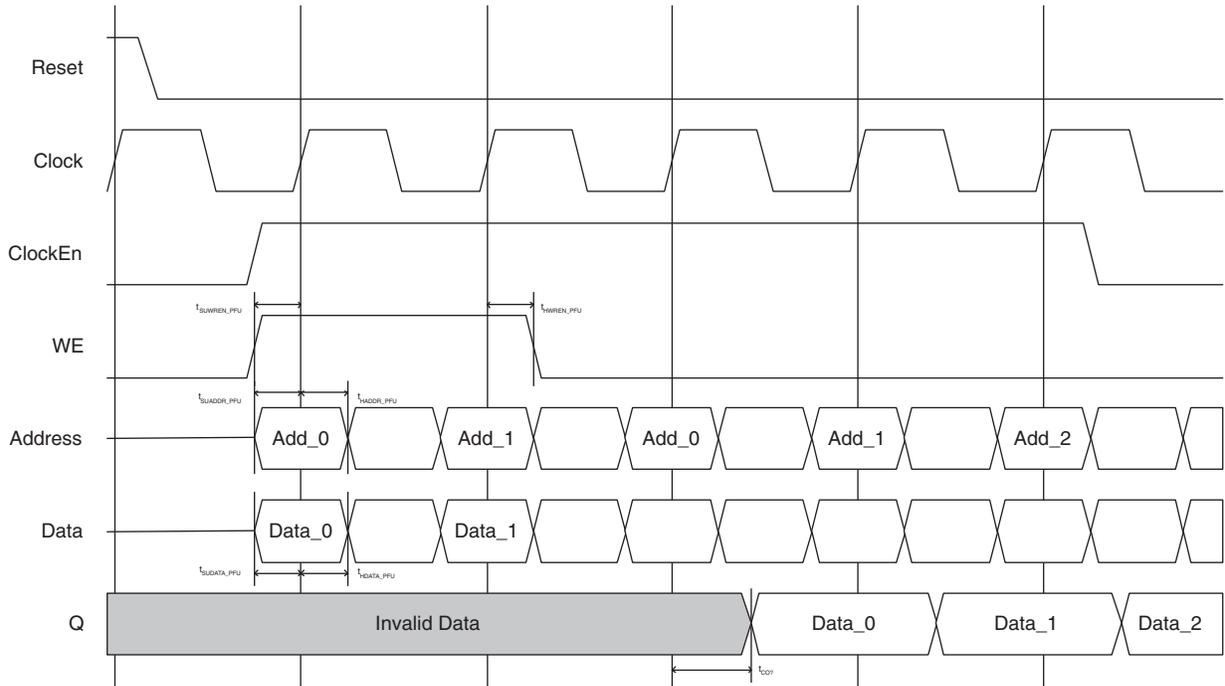 Reset
Clock
ClockEn
tSUWREN_PFU tHWREN_PFU
WE
tSUADDR_PFU tHADDR_PFU
Address Add_0 Add_1 Add_0 Add_1 Add_2
Data Data_0 Data_1
tSUDATA_PFU tHDATA_PFU
Q Invalid Data Data_0 Data_1 Data_2